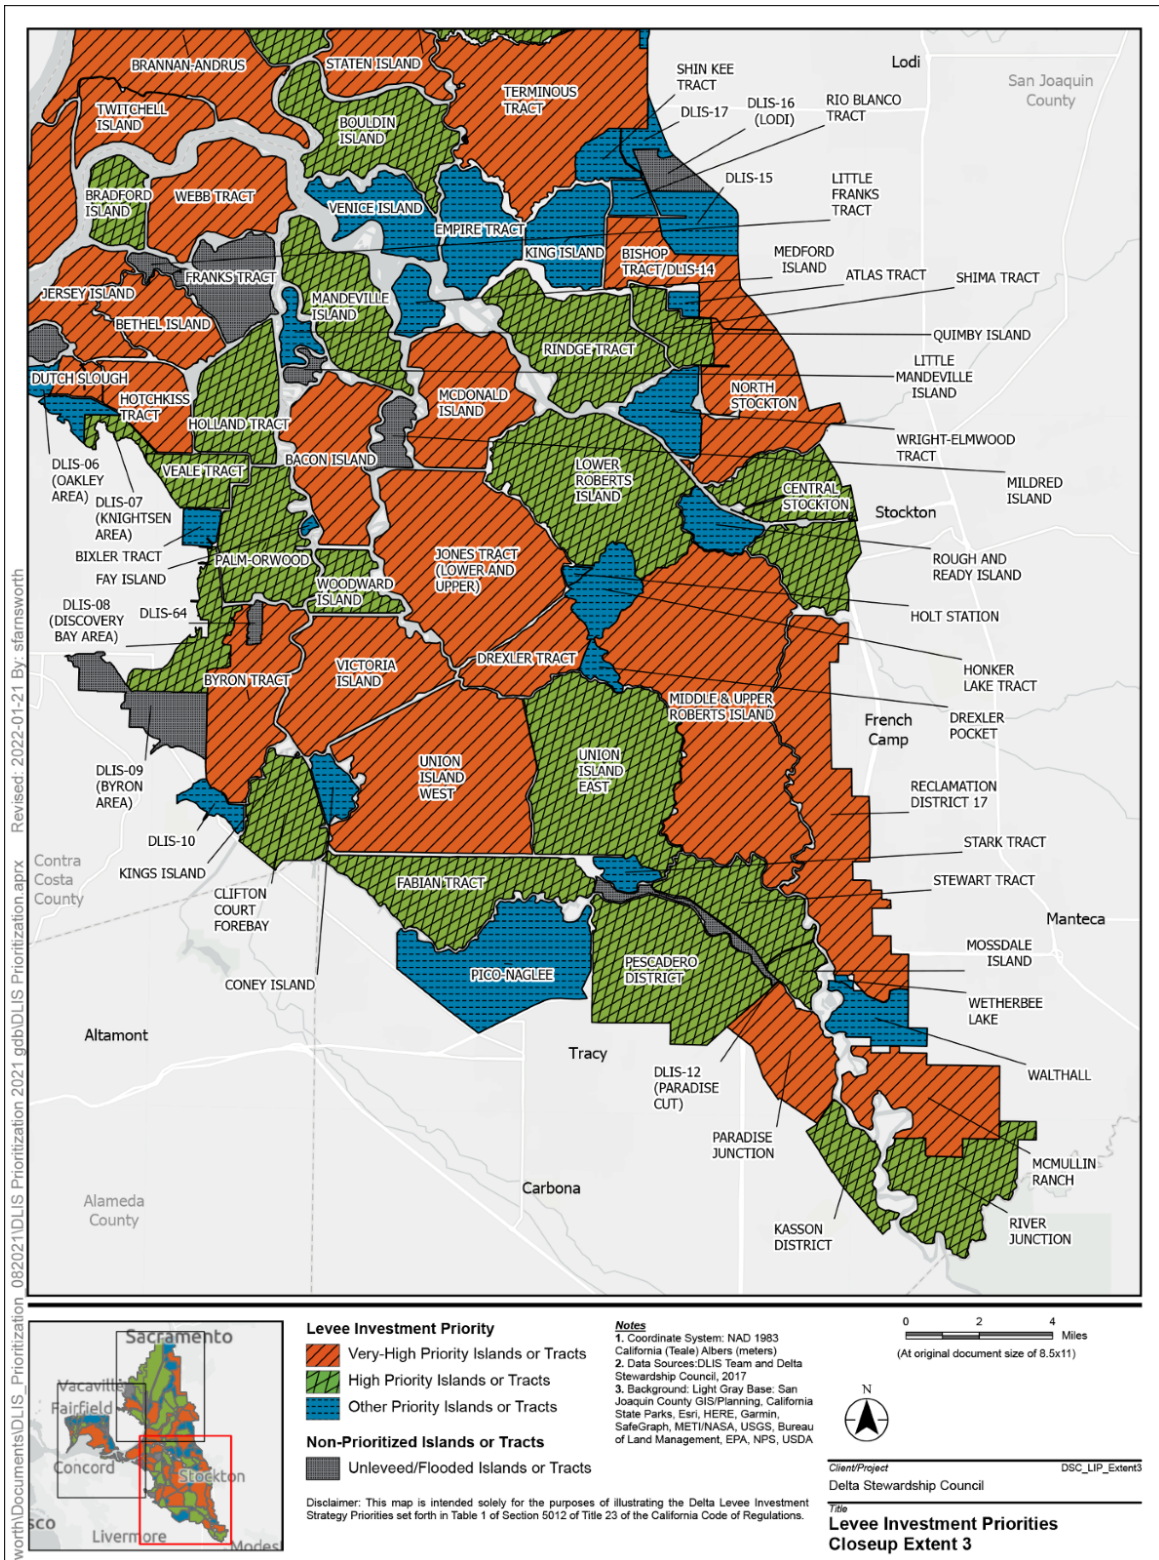 Lodi
San Joaquin
County
BRANNAN-ANDRUS
STATEN ISLAND
TERMINOUS
TRACT
SHIN KEE
TRACT
DLIS-17
DLIS-16
(LODI)
RIO BLANCO
TRACT
TWITCHELL
ISLAND
BOULDIN
ISLAND
DLIS-15
LITTLE
FRANKS
TRACT
BRADFORD
ISLAND
WEBB TRACT
VENICE ISLAND
EMPIRE TRACT
KING ISLAND
BISHOP
TRACT/DLIS-14
MEDFORD
ISLAND
ATLAS TRACT
SHIMA TRACT
FRANKS TRACT
JERSEY ISLAND
BETHEL ISLAND
MANDEVILLE
ISLAND
RINDGE TRACT
QUIMBY ISLAND
LITTLE
MANDEVILLE
ISLAND
DUTCH SLOUGH
HOTCHKISS
TRACT
HOLLAND TRACT
MCDONALD
ISLAND
NORTH
STOCKTON
WRIGHT-ELMWOOD
TRACT
BACON ISLAND
VEALE TRACT
LOWER
ROBERTS
ISLAND
MILDRED
ISLAND
CENTRAL
STOCKTON
Stockton
DLIS-06
(OAKLEY
AREA)
DLIS-07
(KNIGHTSEN
AREA)
BIXLER TRACT
FAY ISLAND
PALM-ORWOOD
WOODWARD
ISLAND
JONES TRACT
(LOWER AND
UPPER)
ROUGH AND
READY ISLAND
HOLT STATION
DLIS-08
(DISCOVERY
BAY AREA)
DLIS-64
BYRON TRACT
VICTORIA
ISLAND
DREXLER TRACT
HONKER
LAKE TRACT
MIDDLE & UPPER
ROBERTS ISLAND
DREXLER
POCKET
French
Camp
DLIS-09
(BYRON
AREA)
UNION
ISLAND
WEST
UNION
ISLAND
EAST
RECLAMATION
DISTRICT 17
DLIS-10
KINGS ISLAND
Contra
Costa
County
CLIFTON
COURT
FOREBAY
FABIAN TRACT
STARK TRACT
STEWART TRACT
Manteca
CONEY ISLAND
PICO-NAGLEE
PESCADERO
DISTRICT
MOSSDALE
ISLAND
WETHERBEE
LAKE
Altamont
Tracy
DLIS-12
(PARADISE
CUT)
WALTHALL
PARADISE
JUNCTION
MCMULLIN
RANCH
Carbona
Alameda
County
KASSON
DISTRICT
RIVER
JUNCTION
worth\Documents\DLIS_Prioritization_082021\DLIS Prioritization 2021 gdb\DLIS Prioritization.aprx Revised: 2022-01-21 By: sfarnsworth
Sacramento
Vacaville
Fairfield
Concord
Stockton
sco
Livermore
Modes
Levee Investment Priority
Very-High Priority Islands or Tracts
High Priority Islands or Tracts
Other Priority Islands or Tracts
Non-Prioritized Islands or Tracts
Unleveed/Flooded Islands or Tracts
Disclaimer: This map is intended solely for the purposes of illustrating the Delta Levee Investment
Strategy Priorities set forth in Table 1 of Section 5012 of Title 23 of the California Code of Regulations.
Notes
1. Coordinate System: NAD 1983
California (Teale) Albers (meters)
2. Data Sources:DLIS Team and Delta
Stewardship Council, 2017
3. Background: Light Gray Base: San
Joaquin County GIS/Planning, California
State Parks, Esri, HERE, Garmin,
SafeGraph, METI/NASA, USGS, Bureau
of Land Management, EPA, NPS, USDA
0 2 4
Miles
(At original document size of 8.5x11)
N
Client/Project DSC_LIP_Extent3
Delta Stewardship Council
Title
Levee Investment Priorities
Closeup Extent 3